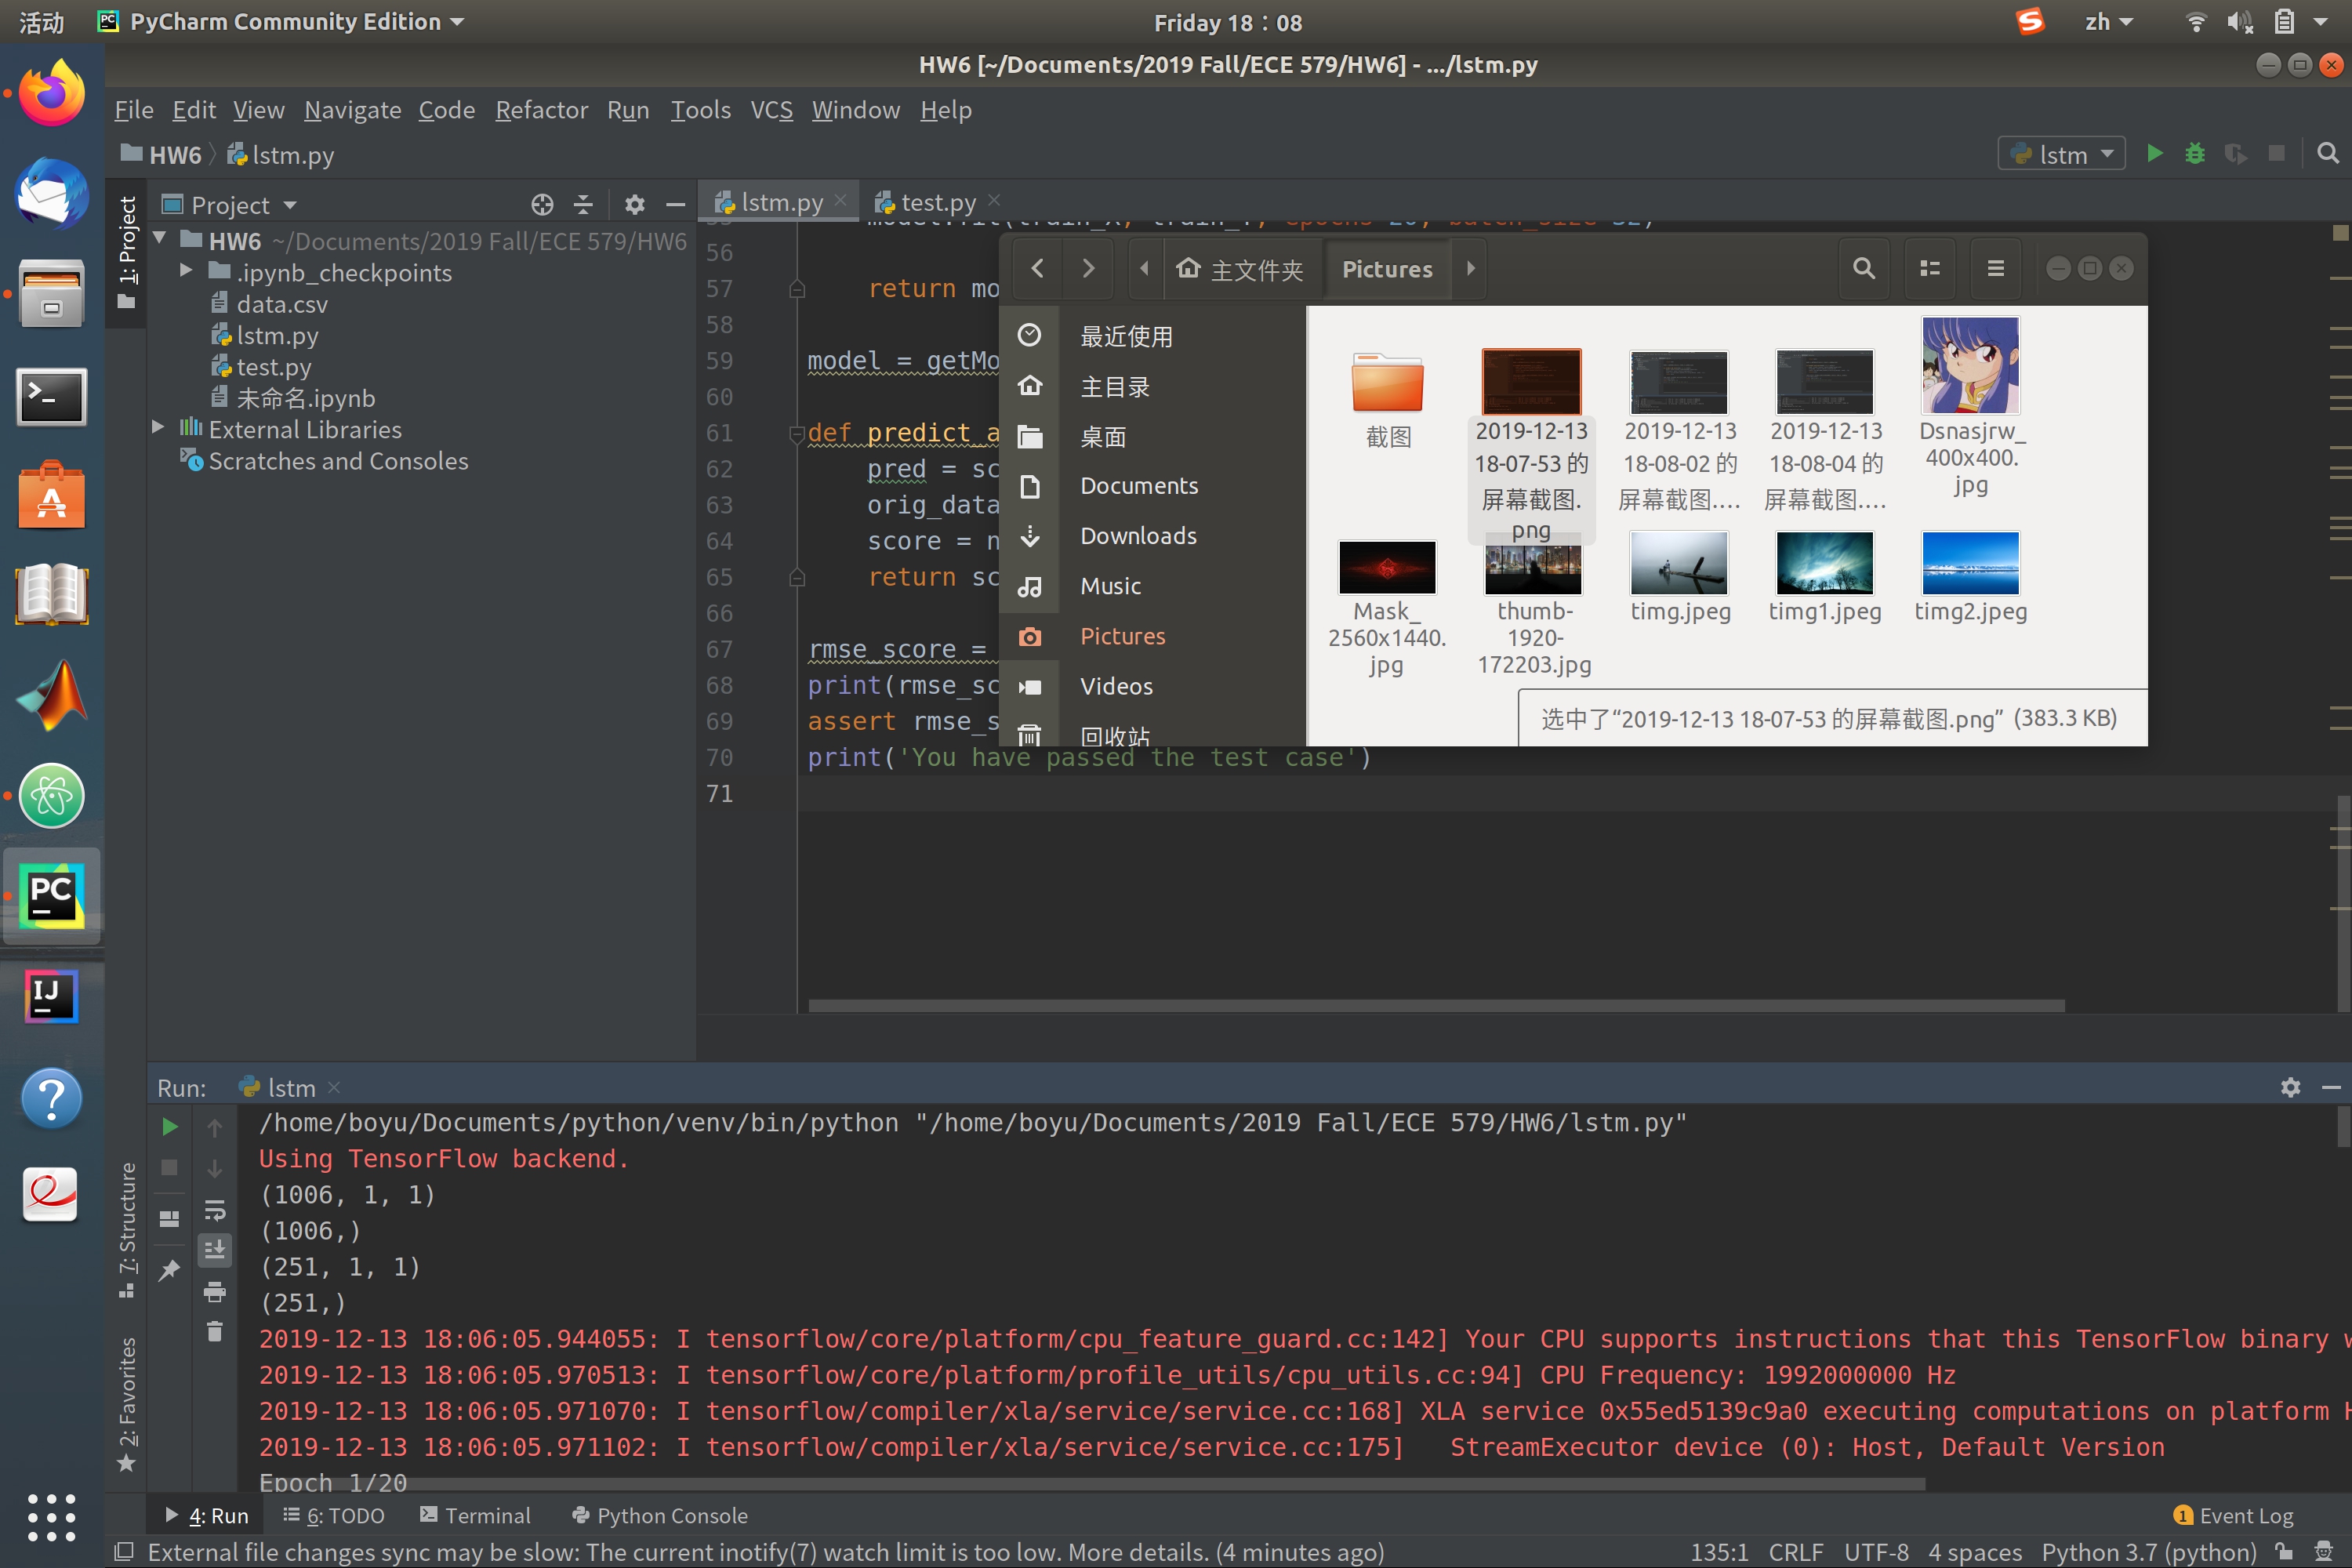 活动 PyCharm Community Edition Friday 18：08 zh
HW6 [~/Documents/2019 Fall/ECE 579/HW6] - .../lstm.py
File Edit View Navigate Code Refactor Run Tools VCS Window Help
HW6 lstm.py lstm
1: Project
Project
HW6 ~/Documents/2019 Fall/ECE 579/HW6
.ipynb_checkpoints
data.csv
lstm.py
test.py
未命名.ipynb
External Libraries
Scratches and Consoles
lstm.py test.py
56
57 return mo
58
59 model = getMo
60
61 def predict_a
62 pred = sc
63 orig_data
64 score = n
65 return sc
66
67 rmse_score =
68 print(rmse_sc
69 assert rmse_s
70 print('You have passed the test case')
71
主文件夹 Pictures
最近使用
主目录
桌面
Documents
Downloads
Music
Pictures
Videos
回收站
截图
2019-12-13
18-07-53 的
屏幕截图.
png
2019-12-13
18-08-02 的
屏幕截图....
2019-12-13
18-08-04 的
屏幕截图....
Dsnasjrw_
400x400.
jpg
Mask_
2560x1440.
jpg
thumb-
1920-
172203.jpg
timg.jpeg
timg1.jpeg
timg2.jpeg
选中了“2019-12-13 18-07-53 的屏幕截图.png” (383.3 KB)
Run: lstm
/home/boyu/Documents/python/venv/bin/python "/home/boyu/Documents/2019 Fall/ECE 579/HW6/lstm.py"
Using TensorFlow backend.
(1006, 1, 1)
(1006,)
(251, 1, 1)
(251,)
2019-12-13 18:06:05.944055: I tensorflow/core/platform/cpu_feature_guard.cc:142] Your CPU supports instructions that this TensorFlow binary w
2019-12-13 18:06:05.970513: I tensorflow/core/platform/profile_utils/cpu_utils.cc:94] CPU Frequency: 1992000000 Hz
2019-12-13 18:06:05.971070: I tensorflow/compiler/xla/service/service.cc:168] XLA service 0x55ed5139c9a0 executing computations on platform H
2019-12-13 18:06:05.971102: I tensorflow/compiler/xla/service/service.cc:175] StreamExecutor device (0): Host, Default Version
Epoch 1/20
7: Structure
2: Favorites
4: Run 6: TODO Terminal Python Console 1 Event Log
External file changes sync may be slow: The current inotify(7) watch limit is too low. More details. (4 minutes ago) 135:1 CRLF UTF-8 4 spaces Python 3.7 (python)
PC
IJ